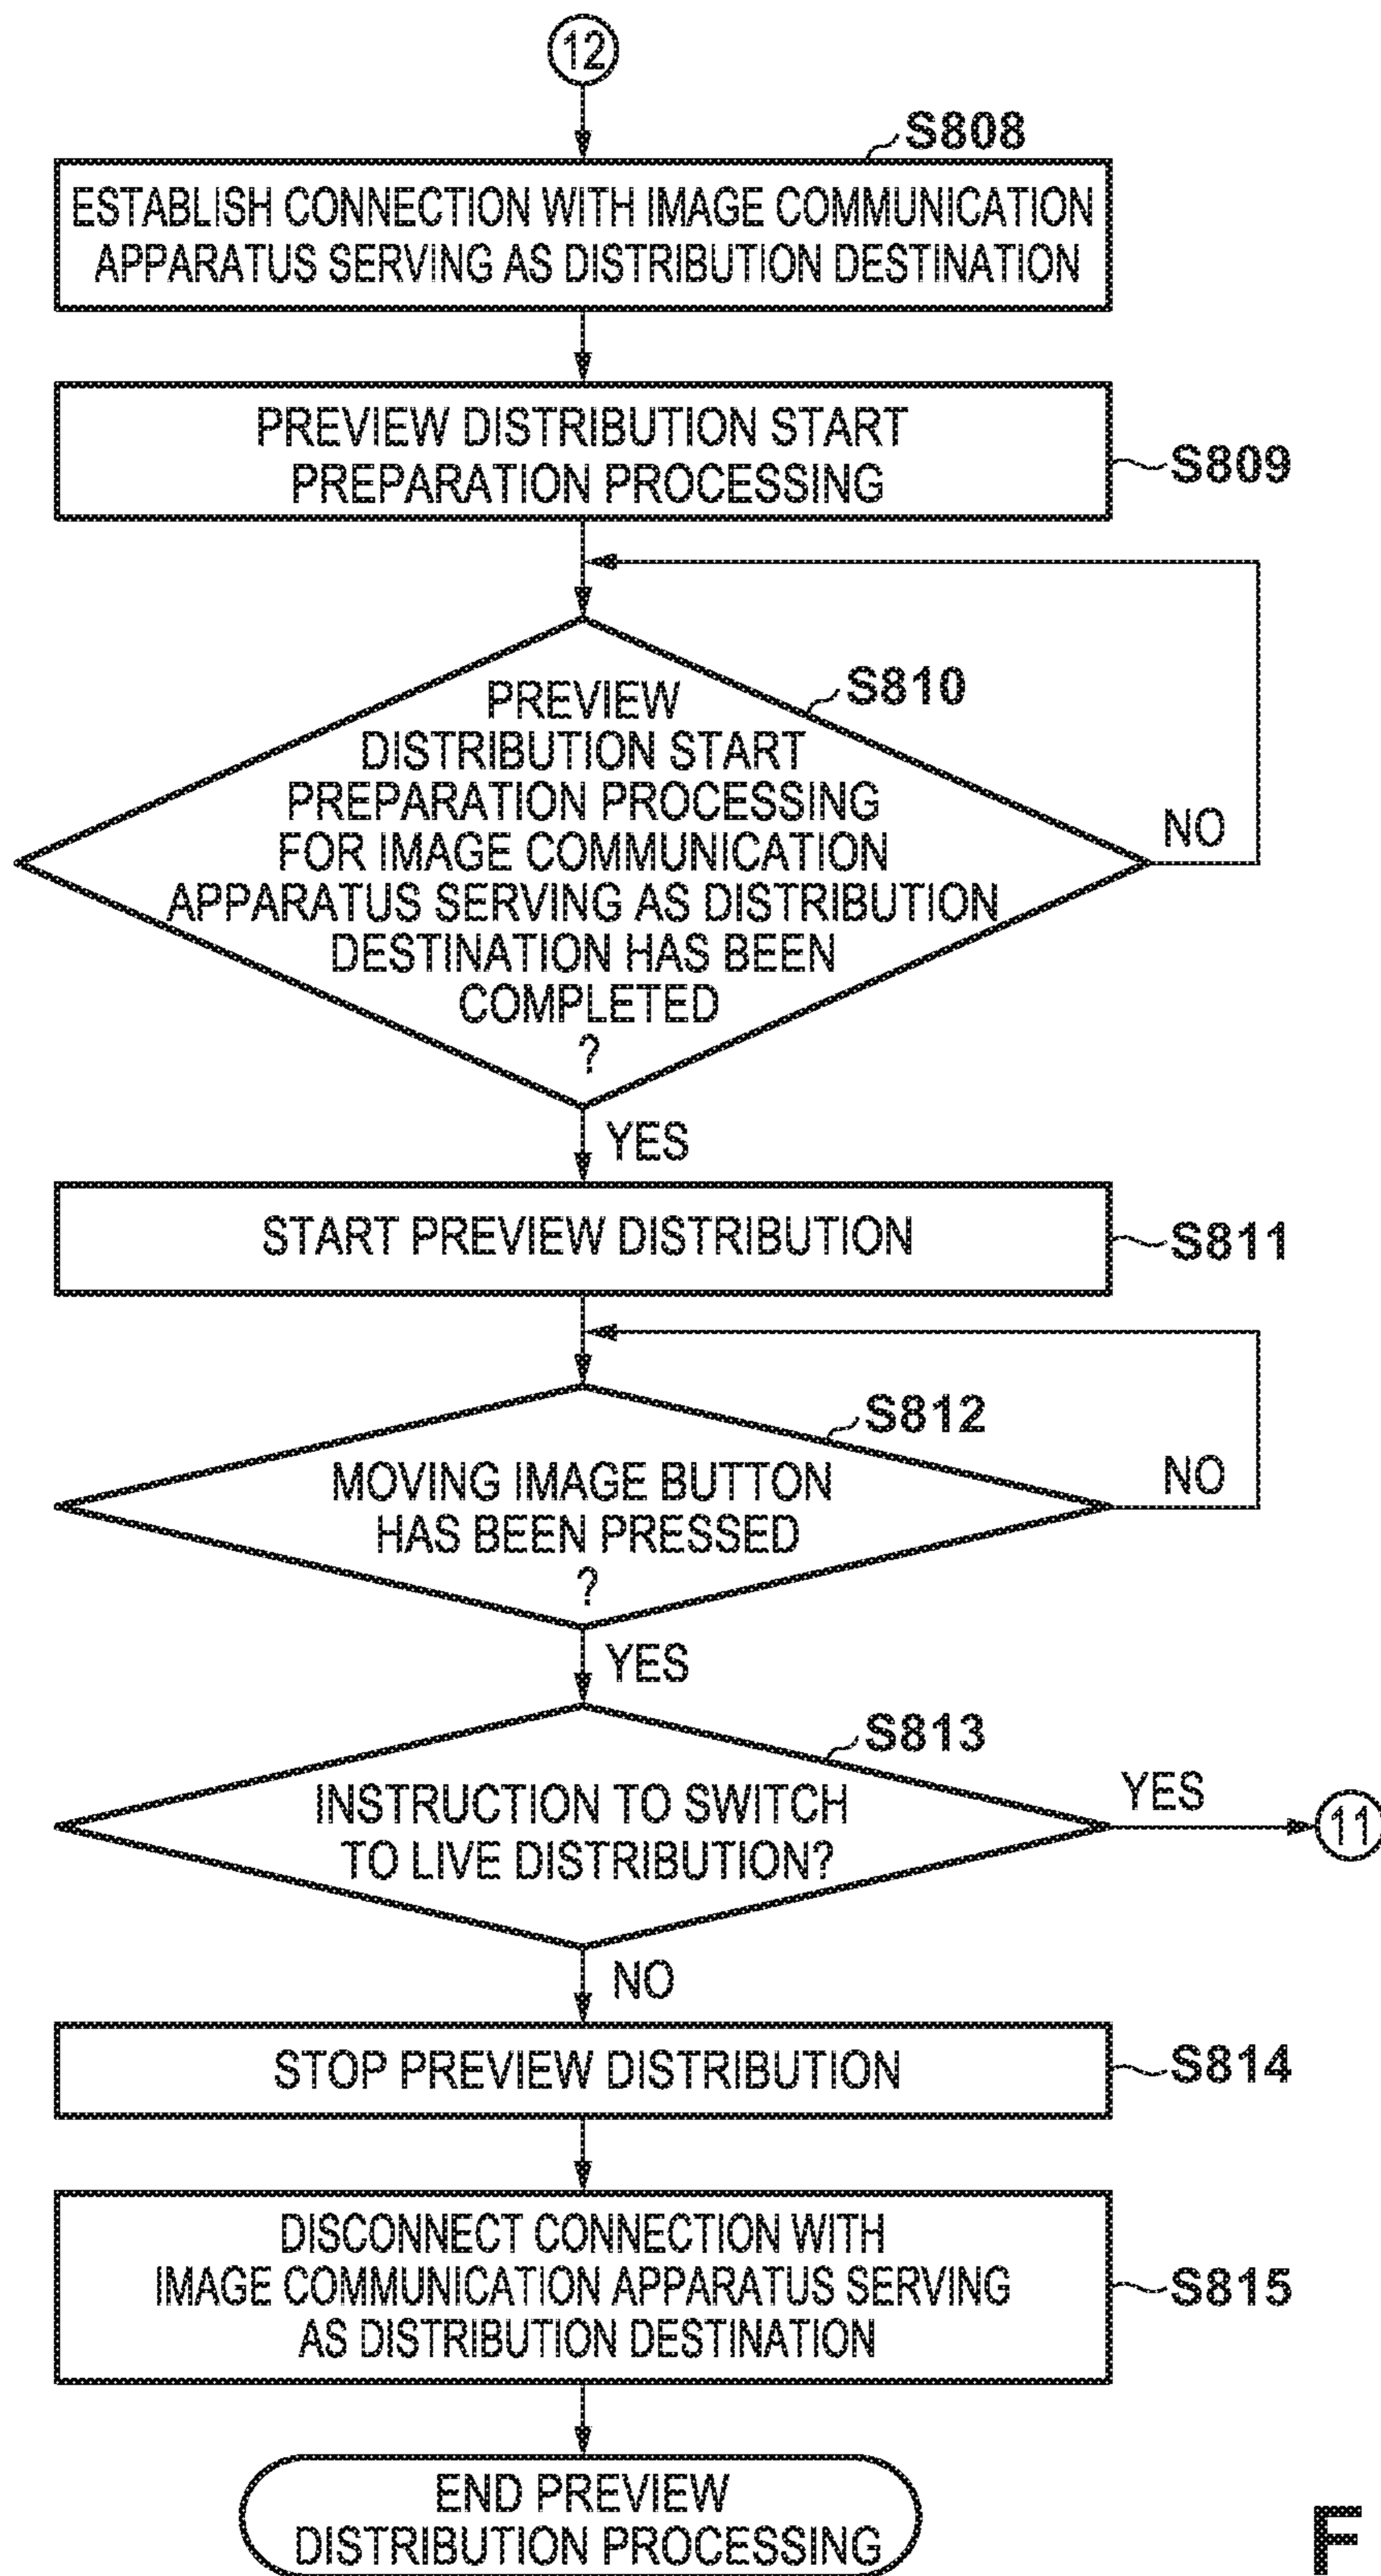 12
S808
ESTABLISH CONNECTION WITH IMAGE COMMUNICATION
APPARATUS SERVING AS DISTRIBUTION DESTINATION
PREVIEW DISTRIBUTION START
PREPARATION PROCESSING
S809
S810
PREVIEW
DISTRIBUTION START
PREPARATION PROCESSING
FOR IMAGE COMMUNICATION
APPARATUS SERVING AS DISTRIBUTION
DESTINATION HAS BEEN
COMPLETED
?
NO
YES
START PREVIEW DISTRIBUTION
S811
S812
MOVING IMAGE BUTTON
HAS BEEN PRESSED
?
NO
YES
S813
INSTRUCTION TO SWITCH
TO LIVE DISTRIBUTION?
YES
11
NO
STOP PREVIEW DISTRIBUTION
S814
DISCONNECT CONNECTION WITH
IMAGE COMMUNICATION APPARATUS SERVING
AS DISTRIBUTION DESTINATION
S815
END PREVIEW
DISTRIBUTION PROCESSING
F